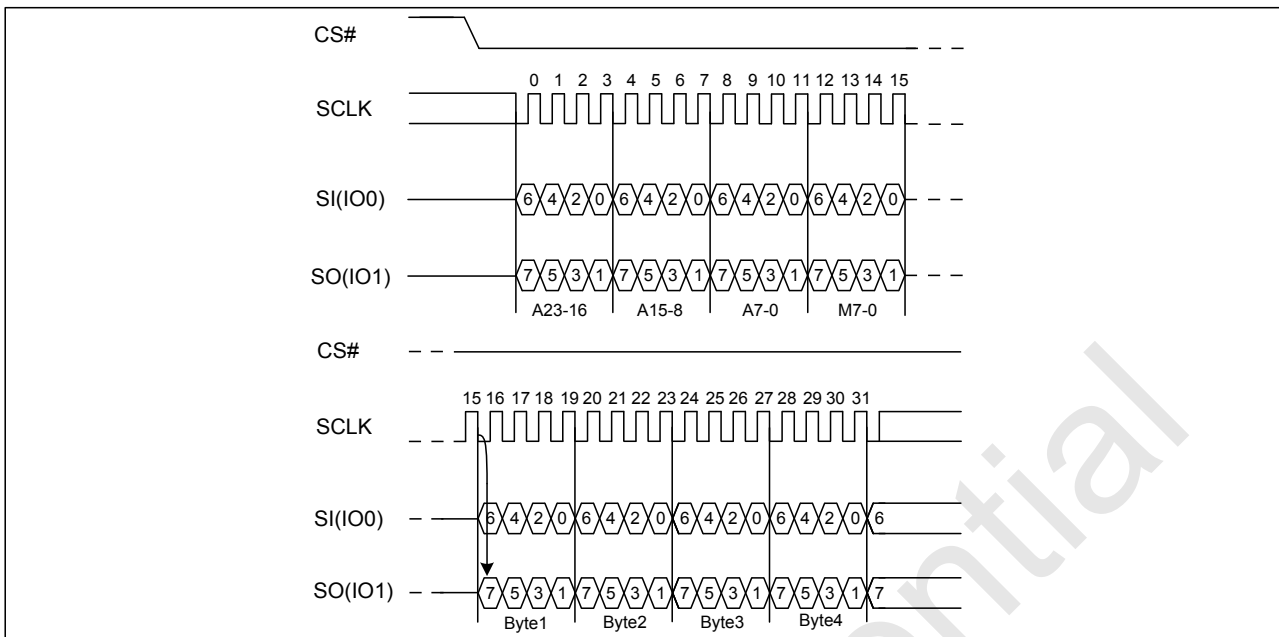 CS#
0 1 2 3 4 5 6 7 8 9 10 11 12 13 14 15
SCLK
SI(IO0) 6 4 2 0 6 4 2 0 6 4 2 0 6 4 2 0
SO(IO1) 7 5 3 1 7 5 3 1 7 5 3 1 7 5 3 1
A23-16 A15-8 A7-0 M7-0
CS#
15 16 17 18 19 20 21 22 23 24 25 26 27 28 29 30 31
SCLK
SI(IO0) 6 4 2 0 6 4 2 0 6 4 2 0 6 4 2 0 6
SO(IO1) 7 5 3 1 7 5 3 1 7 5 3 1 7 5 3 1 7
Byte1 Byte2 Byte3 Byte4
ential